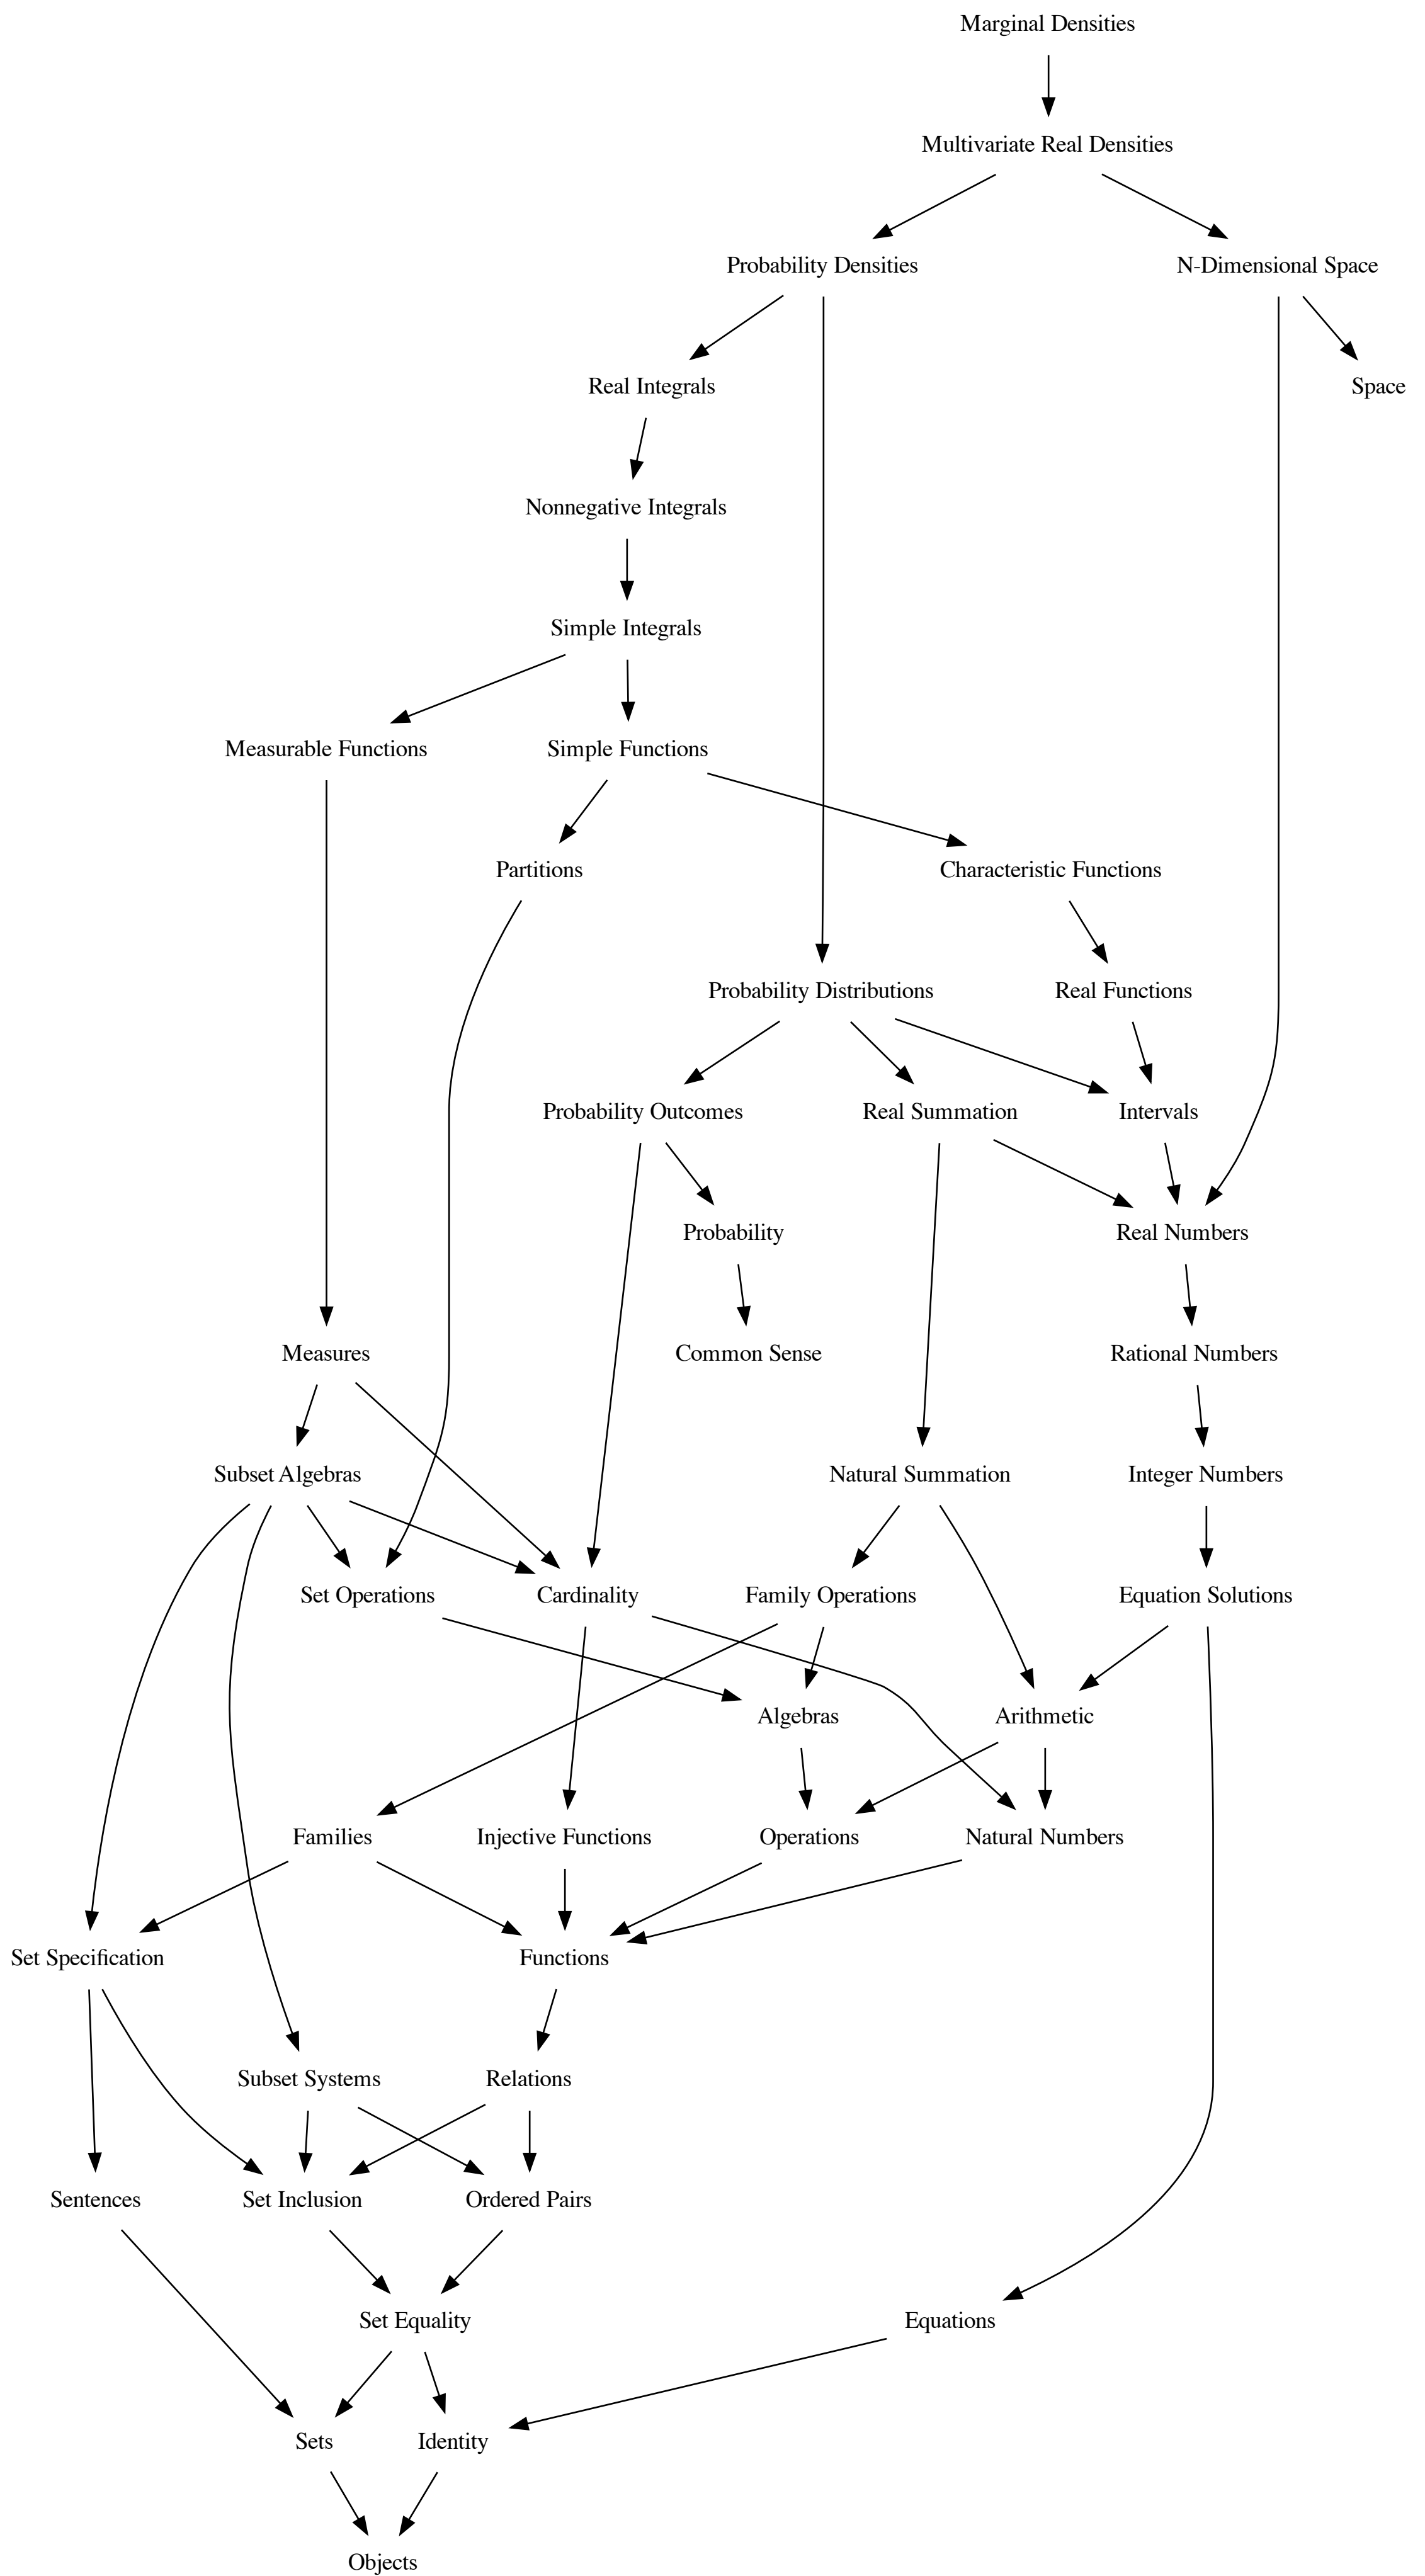 Marginal Densities
Multivariate Real Densities
Probability Densities
N-Dimensional Space
Real Integrals
Space
Nonnegative Integrals
Simple Integrals
Measurable Functions
Simple Functions
Partitions
Characteristic Functions
Probability Distributions
Real Functions
Probability Outcomes
Real Summation
Intervals
Probability
Real Numbers
Measures
Common Sense
Rational Numbers
Subset Algebras
Natural Summation
Integer Numbers
Set Operations
Cardinality
Family Operations
Equation Solutions
Algebras
Arithmetic
Families
Injective Functions
Operations
Natural Numbers
Set Specification
Functions
Subset Systems
Relations
Sentences
Set Inclusion
Ordered Pairs
Set Equality
Equations
Sets
Identity
Objects